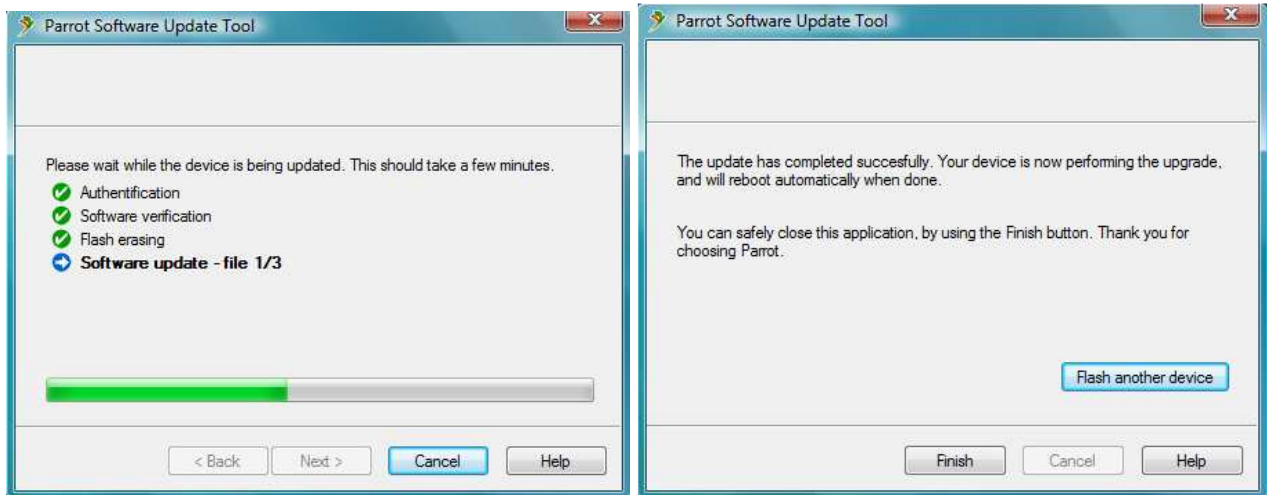 Parrot Software Update Tool
Please wait while the device is being updated. This should take a few minutes.
Authentification
Software verification
Flash erasing
Software update - file 1/3
< Back
Next >
Cancel
Help
Parrot Software Update Tool
The update has completed succesfully. Your device is now performing the upgrade,
and will reboot automatically when done.
You can safely close this application, by using the Finish button. Thank you for
choosing Parrot.
Flash another device
Finish
Cancel
Help